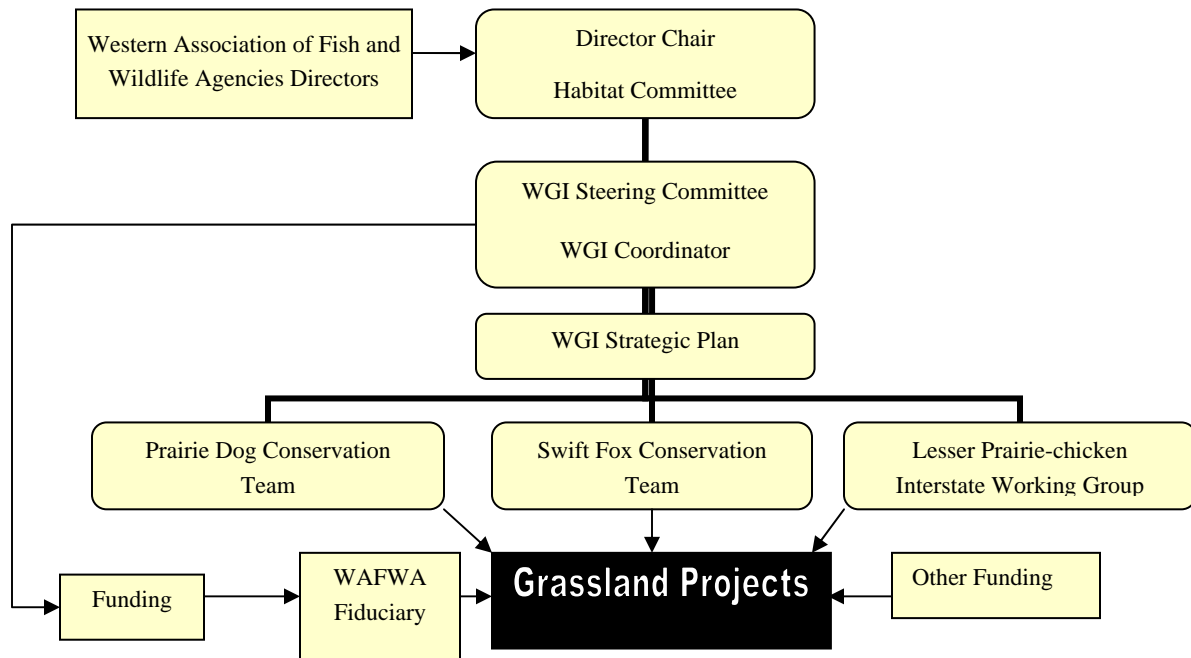 Western Association of Fish and
Wildlife Agencies Directors
Director Chair
Habitat Committee
WGI Steering Committee
WGI Coordinator
WGI Strategic Plan
Prairie Dog Conservation
Team
Swift Fox Conservation
Team
Lesser Prairie-chicken
Interstate Working Group
Funding
WAFWA
Fiduciary
Grassland Projects
Other Funding